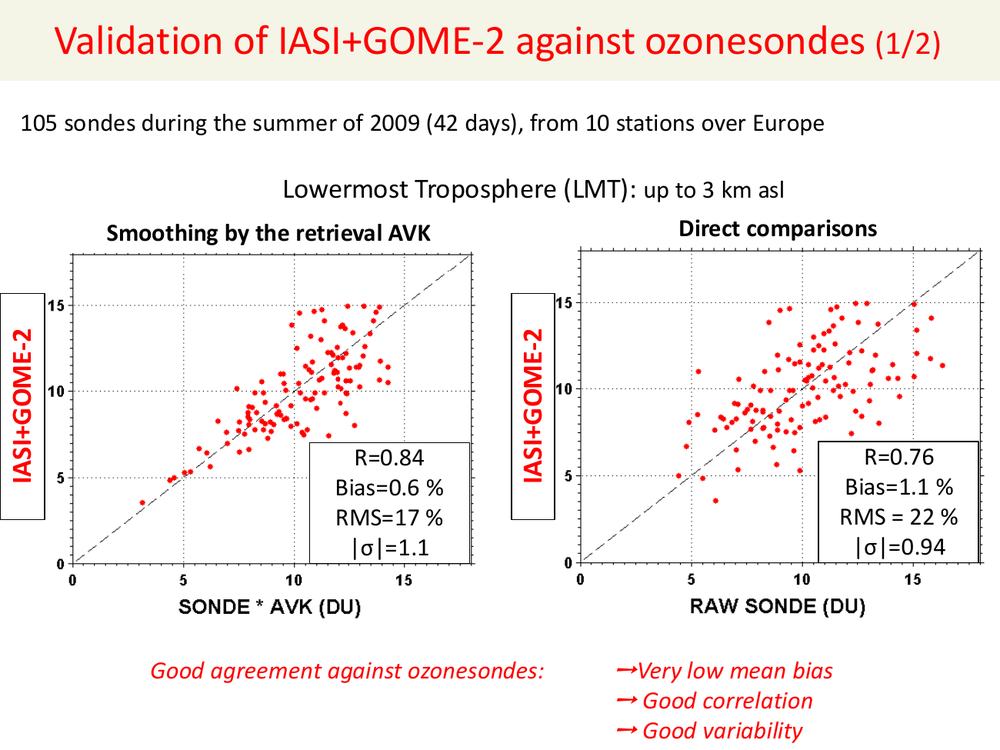 Validation of IASI+GOME-2 against ozonesondes (1/2)
105 sondes during the summer of 2009 (42 days), from 10 stations over Europe
Lowermost Troposphere (LMT): up to 3 km asl
Smoothing by the retrieval AVK
IASI+GOME-2
15
10
5
0
R=0.84
Bias=0.6 %
RMS=17 %
|σ|=1.1
0 5 10 15
SONDE * AVK (DU)
Direct comparisons
IASI+GOME-2
15
10
5
0
R=0.76
Bias=1.1 %
RMS = 22 %
|σ|=0.94
0 5 10 15
RAW SONDE (DU)
Good agreement against ozonesondes:
→Very low mean bias
→ Good correlation
→ Good variability